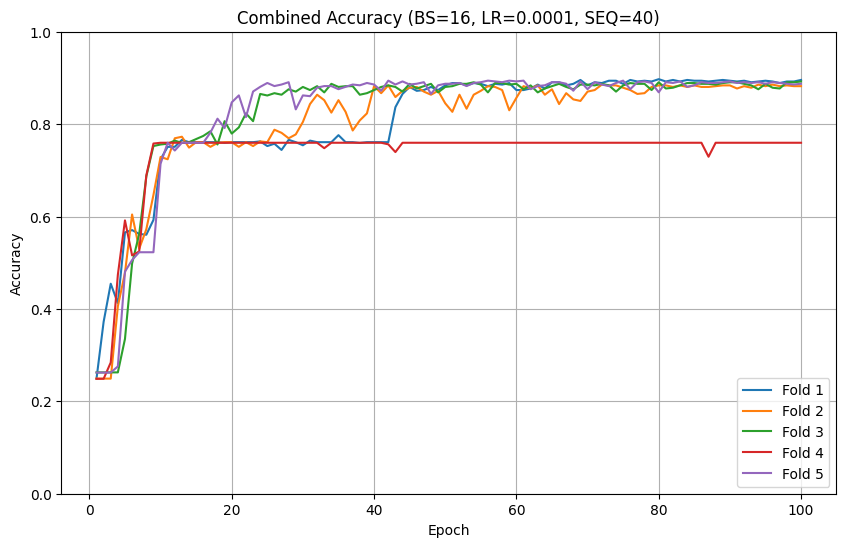 Combined Accuracy (BS=16, LR=0.0001, SEQ=40)
1.0
0.8
0.6
0.4
0.2
0.0
Accuracy
0
20
40
60
80
100
Epoch
Fold 1
Fold 2
Fold 3
Fold 4
Fold 5